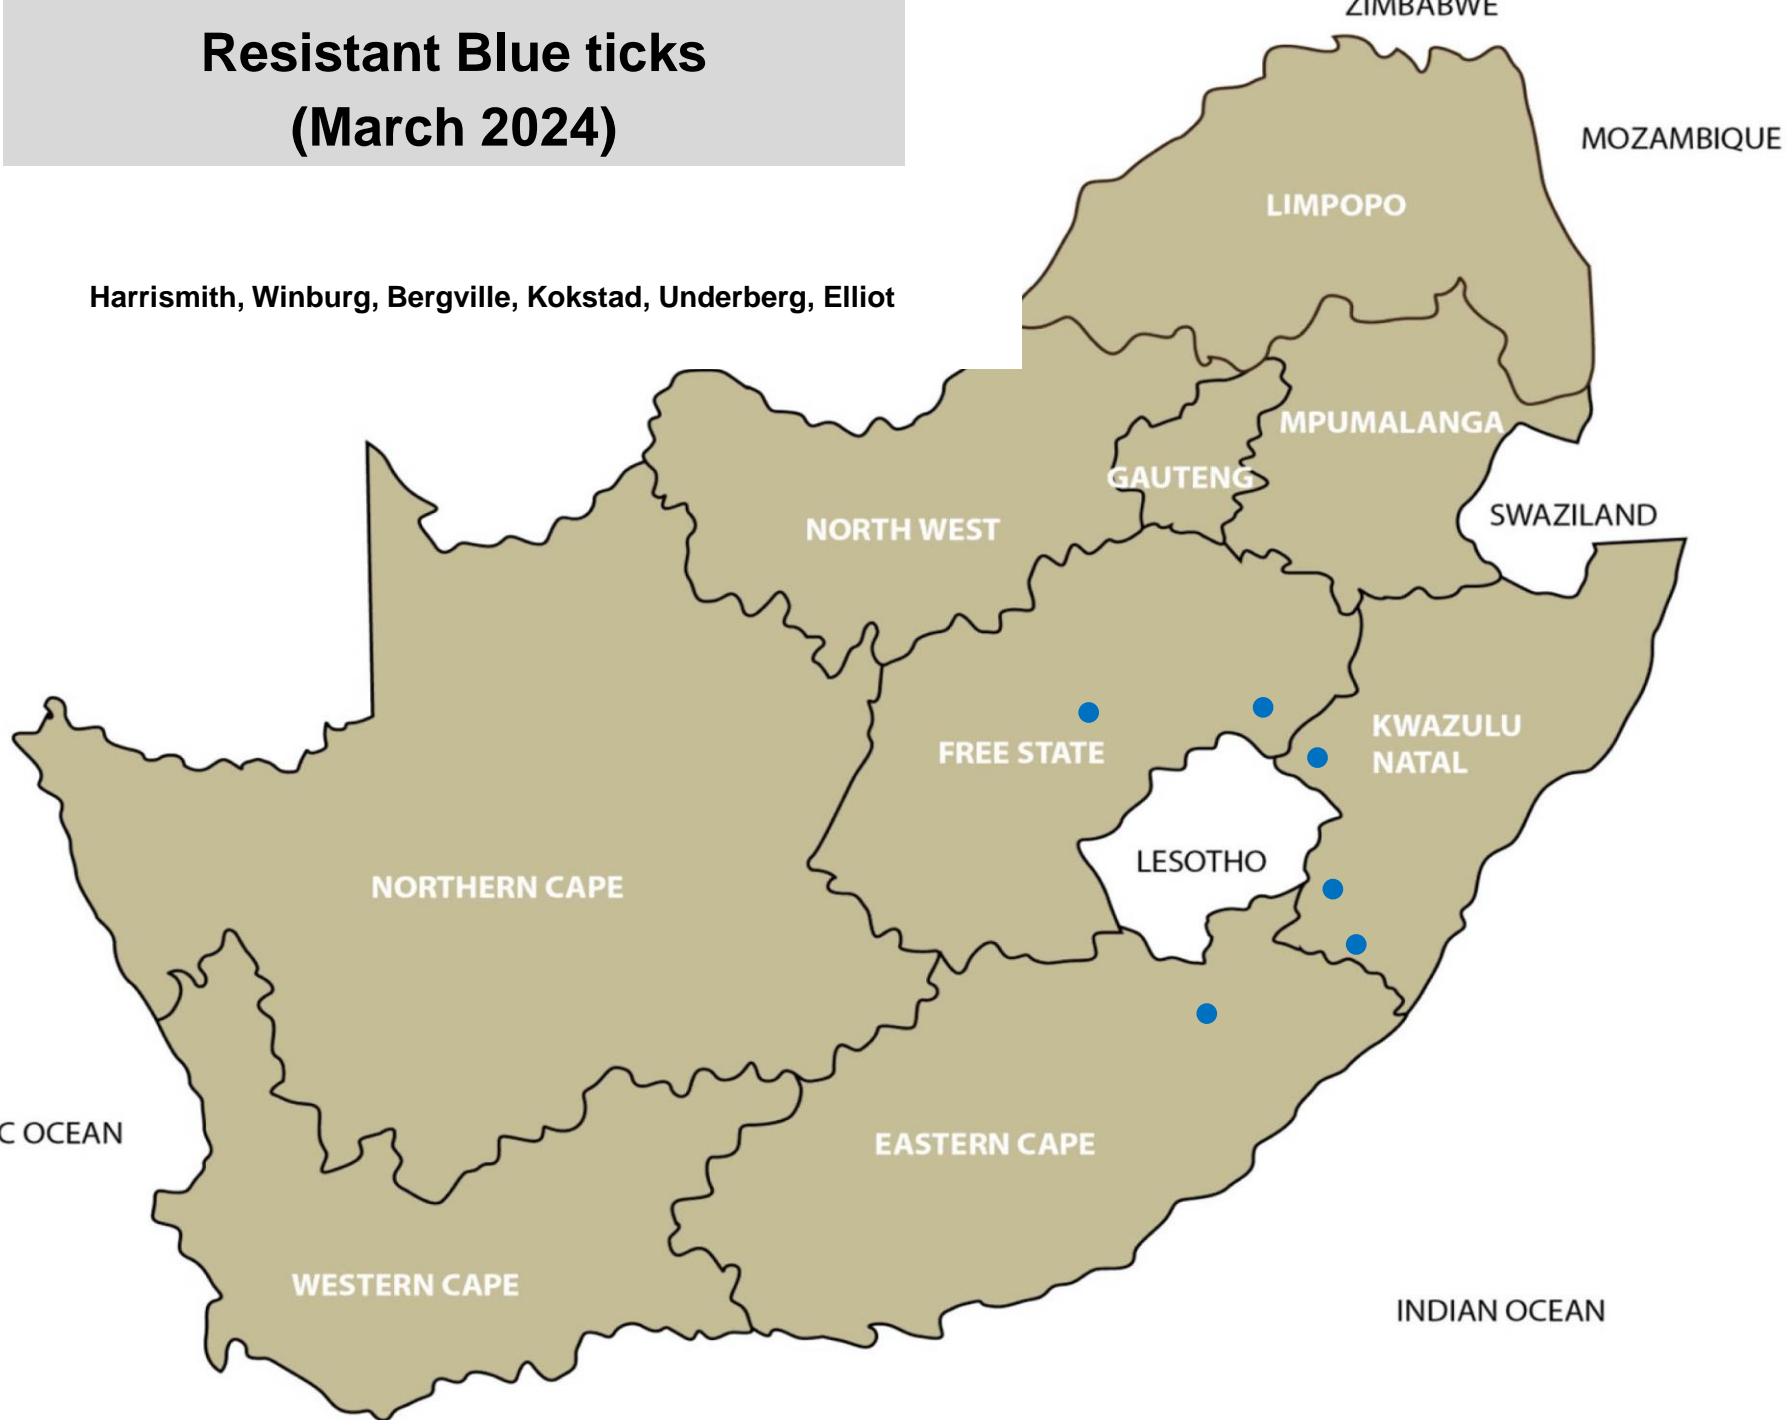 ZIMBABWE
Resistant Blue ticks
(March 2024)
MOZAMBIQUE
LIMPOPO
Harrismith, Winburg, Bergville, Kokstad, Underberg, Elliot
MPUMALANGA
GAUTENG
SWAZILAND
NORTH WEST
KWAZULU
NATAL
FREE STATE
LESOTHO
NORTHERN CAPE
C OCEAN
EASTERN CAPE
WESTERN CAPE
INDIAN OCEAN